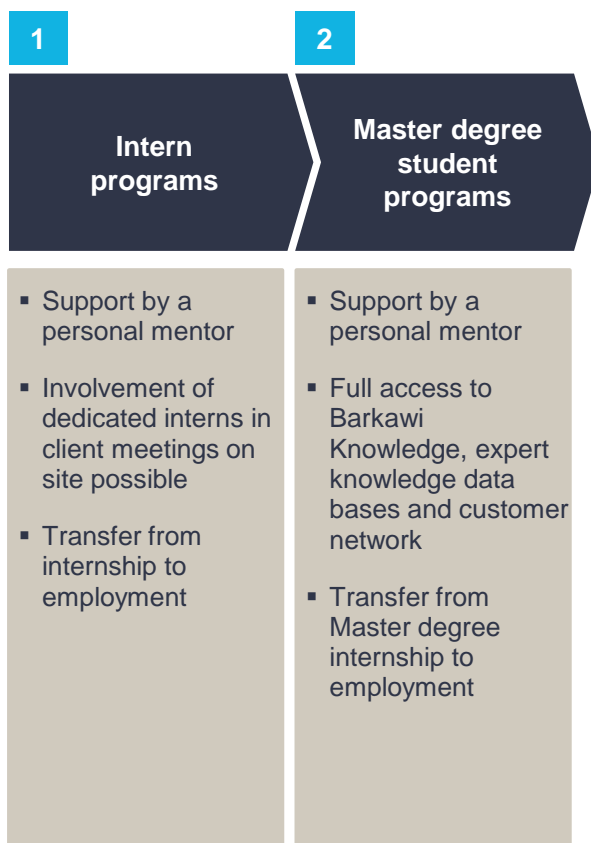 1
Intern
programs
▪ Support by a
personal mentor
▪ Involvement of
dedicated interns in
client meetings on
site possible
▪ Transfer from
internship to
employment
2
Master degree
student
programs
▪ Support by a
personal mentor
▪ Full access to
Barkawi
Knowledge, expert
knowledge data
bases and customer
network
▪ Transfer from
Master degree
internship to
employment